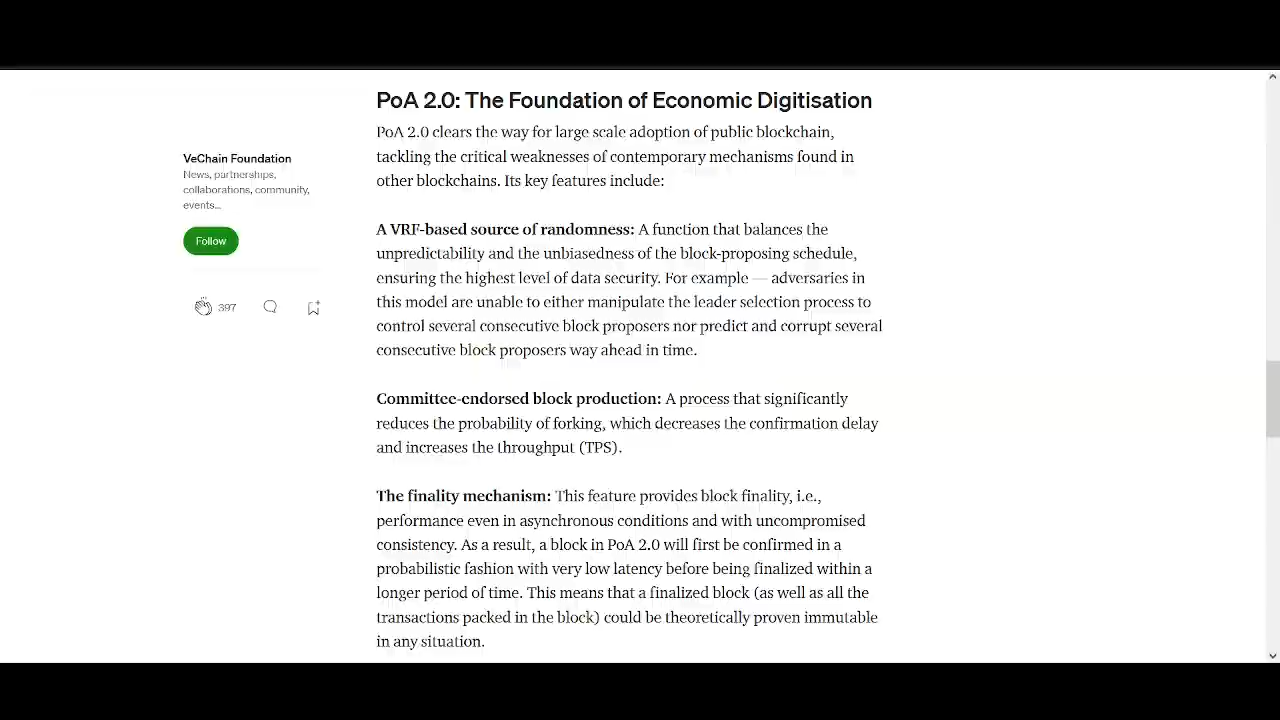 PoA 2.0: The Foundation of Economic Digitisation
PoA 2.0 clears the way for large scale adoption of public blockchain,
tackling the critical weaknesses of contemporary mechanisms found in
other blockchains. Its key features include:
VeChain Foundation
News, partnerships,
collaborations, community,
events...
Follow
397
A VRF-based source of randomness: A function that balances the
unpredictability and the unbiasedness of the block-proposing schedule,
ensuring the highest level of data security. For example — adversaries in
this model are unable to either manipulate the leader selection process to
control several consecutive block proposers nor predict and corrupt several
consecutive block proposers way ahead in time.
Committee-endorsed block production: A process that significantly
reduces the probability of forking, which decreases the confirmation delay
and increases the throughput (TPS).
The finality mechanism: This feature provides block finality, i.e.,
performance even in asynchronous conditions and with uncompromised
consistency. As a result, a block in PoA 2.0 will first be confirmed in a
probabilistic fashion with very low latency before being finalized within a
longer period of time. This means that a finalized block (as well as all the
transactions packed in the block) could be theoretically proven immutable
in any situation.